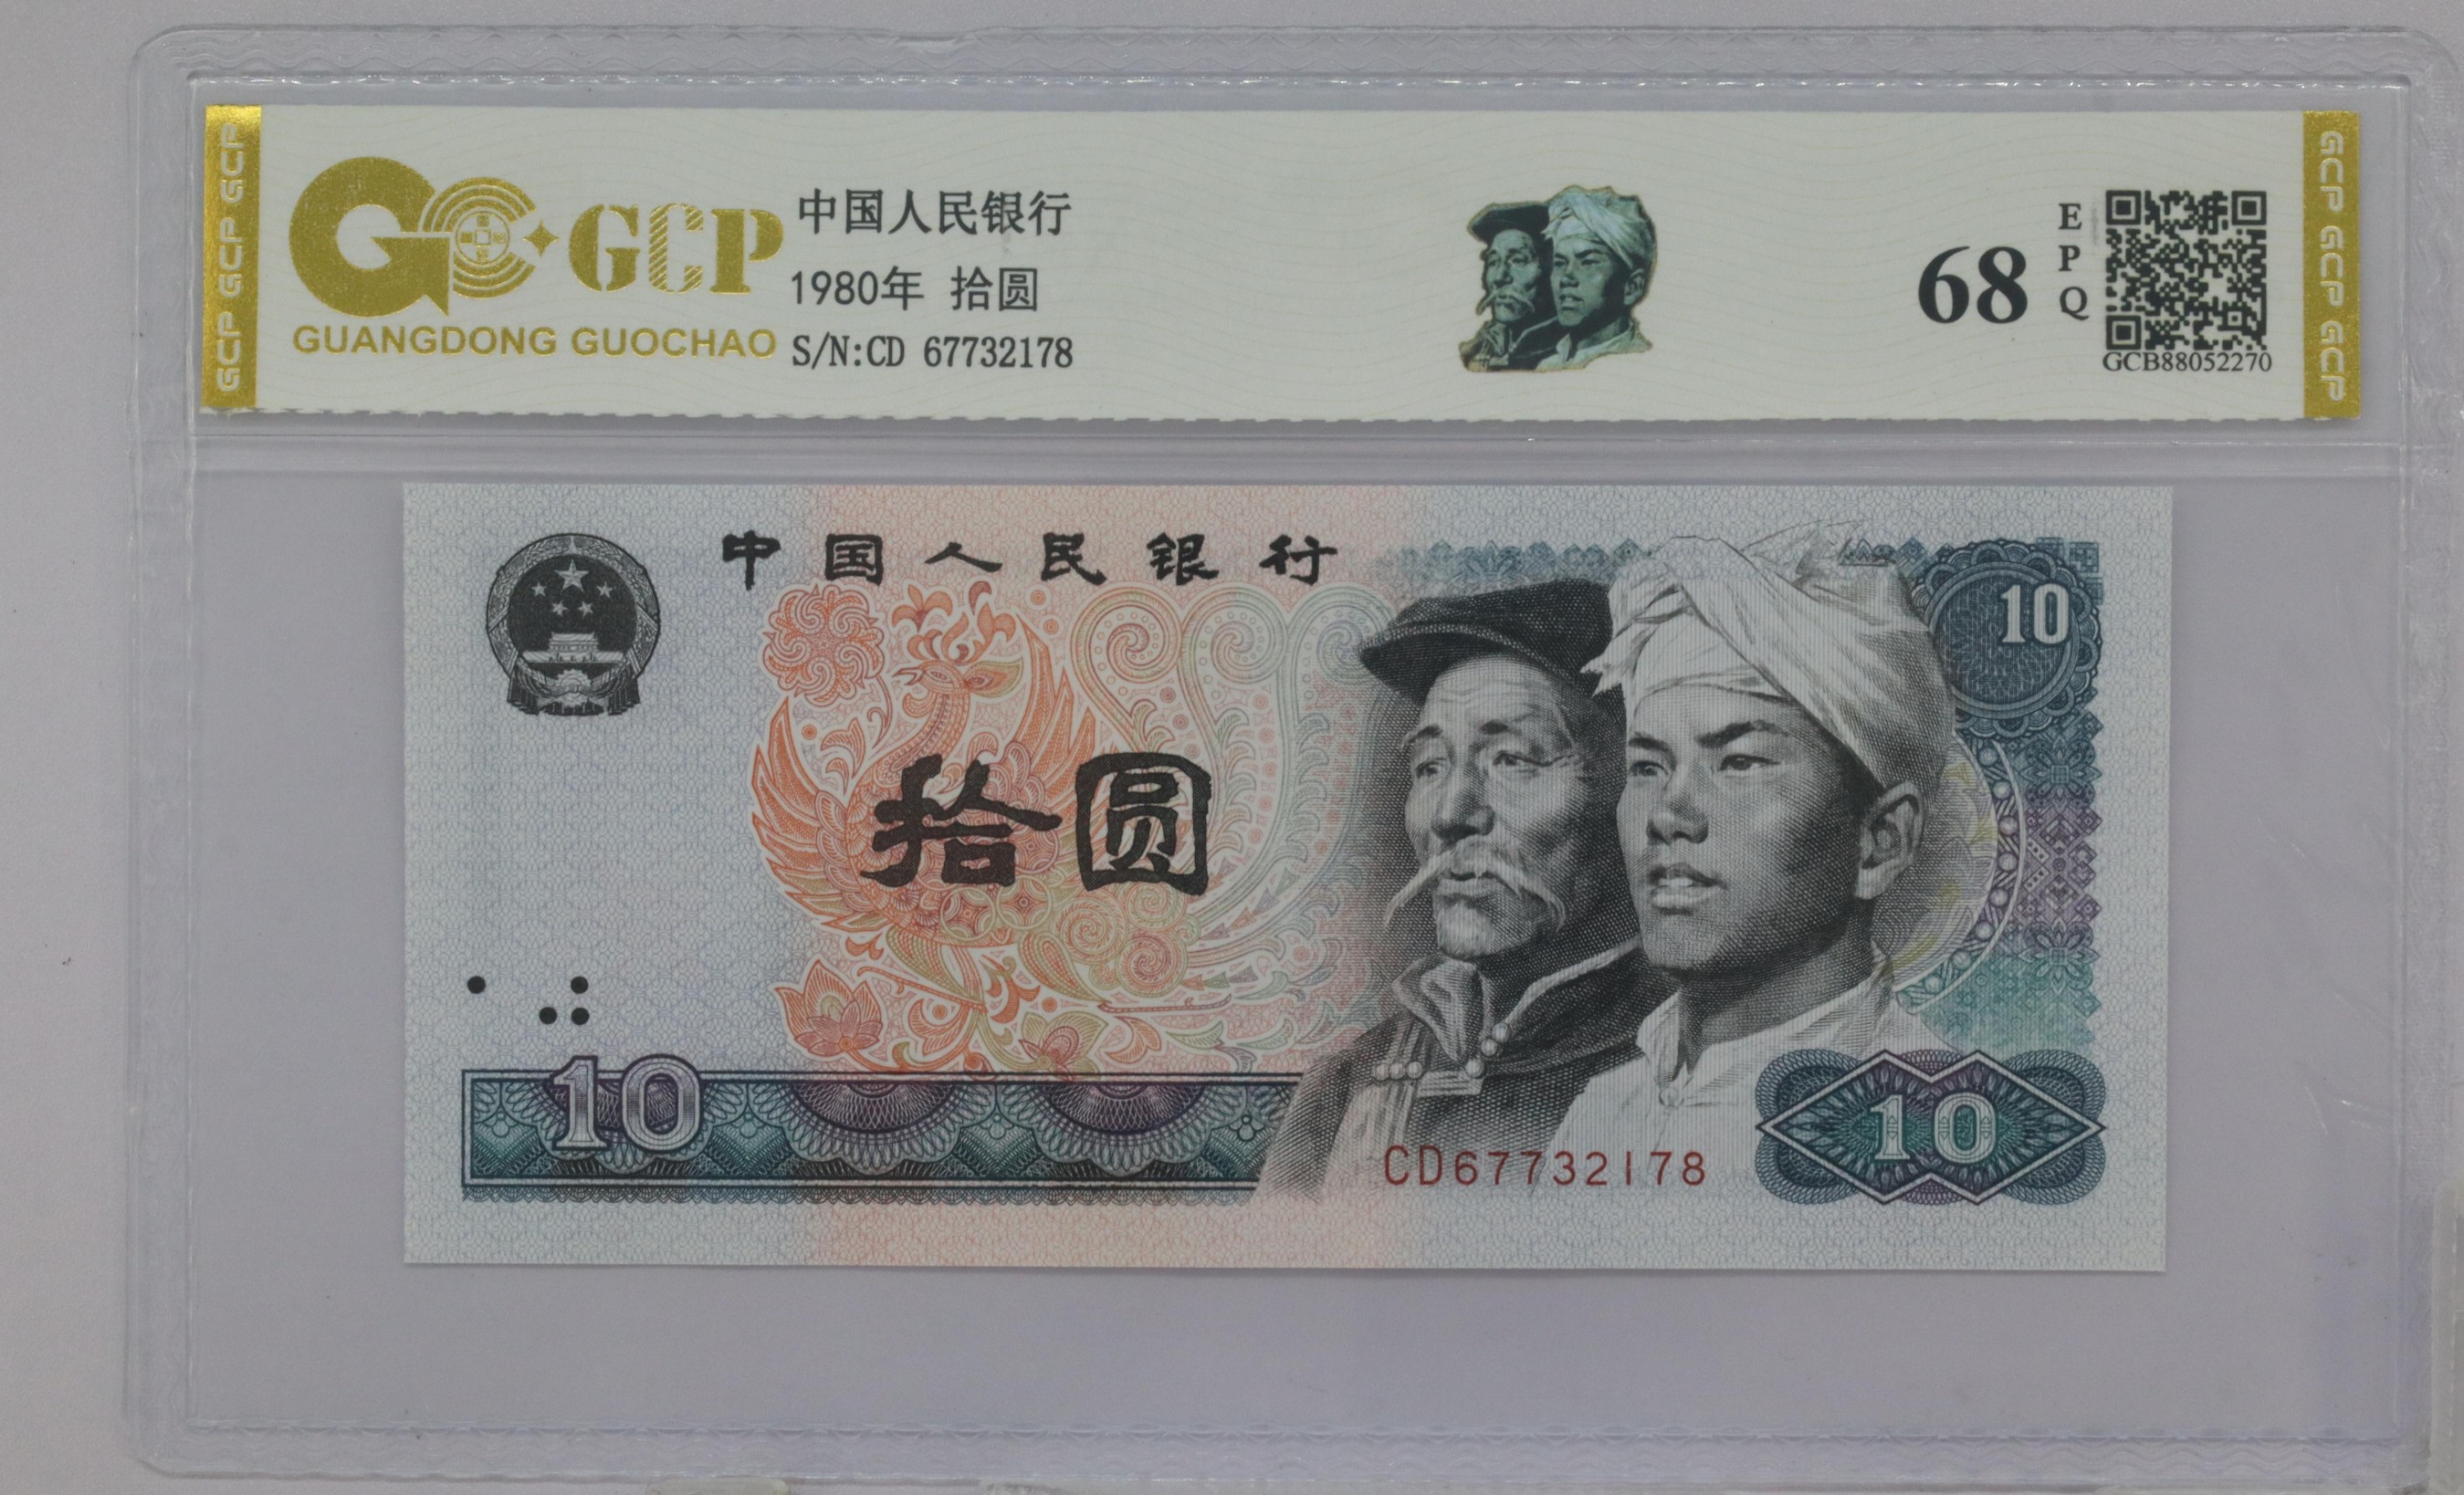 GCP GCP GCP GCP
GCP
GUANGDONG GUOCHAO
中国人民银行
1980年 拾圆
S/N:CD 67732178
68
E
P
Q
GCB88052270
GCP GCP GCP GCP
中国人民银行
10
拾圆
10
CD67732178
10